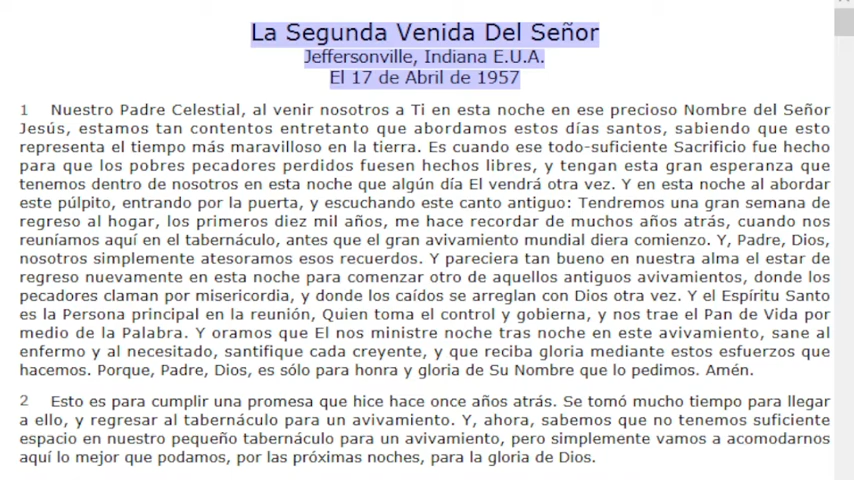 La Segunda Venida Del Señor
Jeffersonville, Indiana E.U.A.
El 17 de Abril de 1957
1 Nuestro Padre Celestial, al venir nosotros a Ti en esta noche en ese precioso Nombre del Señor
Jesús, estamos tan contentos entretanto que abordamos estos días santos, sabiendo que esto
representa el tiempo más maravilloso en la tierra. Es cuando ese todo-suficiente Sacrificio fue hecho
para que los pobres pecadores perdidos fuesen hechos libres, y tengan esta gran esperanza que
tenemos dentro de nosotros en esta noche que algún día El vendrá otra vez. Y en esta noche al abordar
este púlpito, entrando por la puerta, y escuchando este canto antiguo: Tendremos una gran semana de
regreso al hogar, los primeros diez mil años, me hace recordar de muchos años atrás, cuando nos
reuníamos aquí en el tabernáculo, antes que el gran avivamiento mundial diera comienzo. Y, Padre, Dios,
nosotros simplemente atesoramos esos recuerdos. Y pareciera tan bueno en nuestra alma el estar de
regreso nuevamente en esta noche para comenzar otro de aquellos antiguos avivamientos, donde los
pecadores claman por misericordia, y donde los caídos se arreglan con Dios otra vez. Y el Espíritu Santo
es la Persona principal en la reunión, Quien toma el control y gobierna, y nos trae el Pan de Vida por
medio de la Palabra. Y oramos que El nos ministre noche tras noche en este avivamiento, sane al
enfermo y al necesitado, santifique cada creyente, y que reciba gloria mediante estos esfuerzos que
hacemos. Porque, Padre, Dios, es sólo para honra y gloria de Su Nombre que lo pedimos. Amén.
2 Esto es para cumplir una promesa que hice hace once años atrás. Se tomó mucho tiempo para llegar
a ello, y regresar al tabernáculo para un avivamiento. Y, ahora, sabemos que no tenemos suficiente
espacio en nuestro pequeño tabernáculo para un avivamiento, pero simplemente vamos a acomodarnos
aquí lo mejor que podamos, por las próximas noches, para la gloria de Dios.